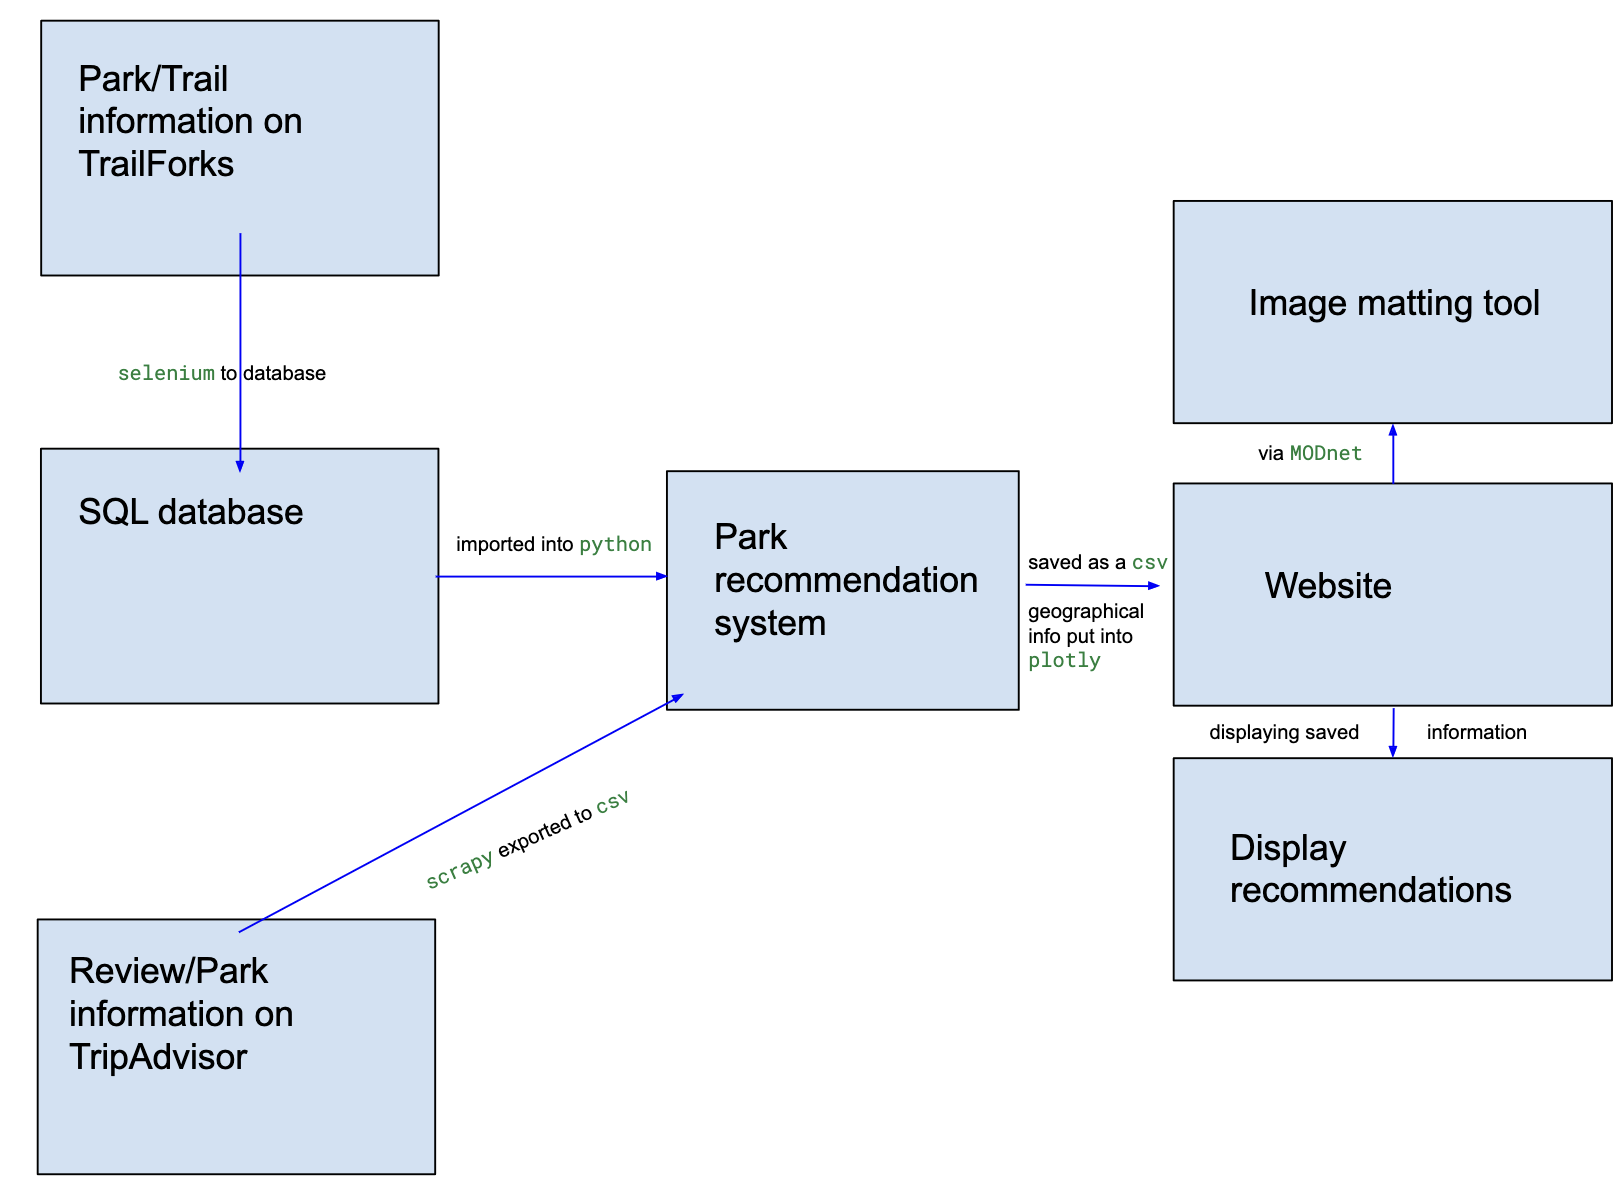 Park/Trail
information on
TrailForks
selenium to database
SQL database
imported into python
Park
recommendation
system
scrapy exported to csv
Review/Park
information on
TripAdvisor
saved as a csv
geographical
info put into
plotly
Image matting tool
via MODnet
Website
displaying saved information
Display
recommendations